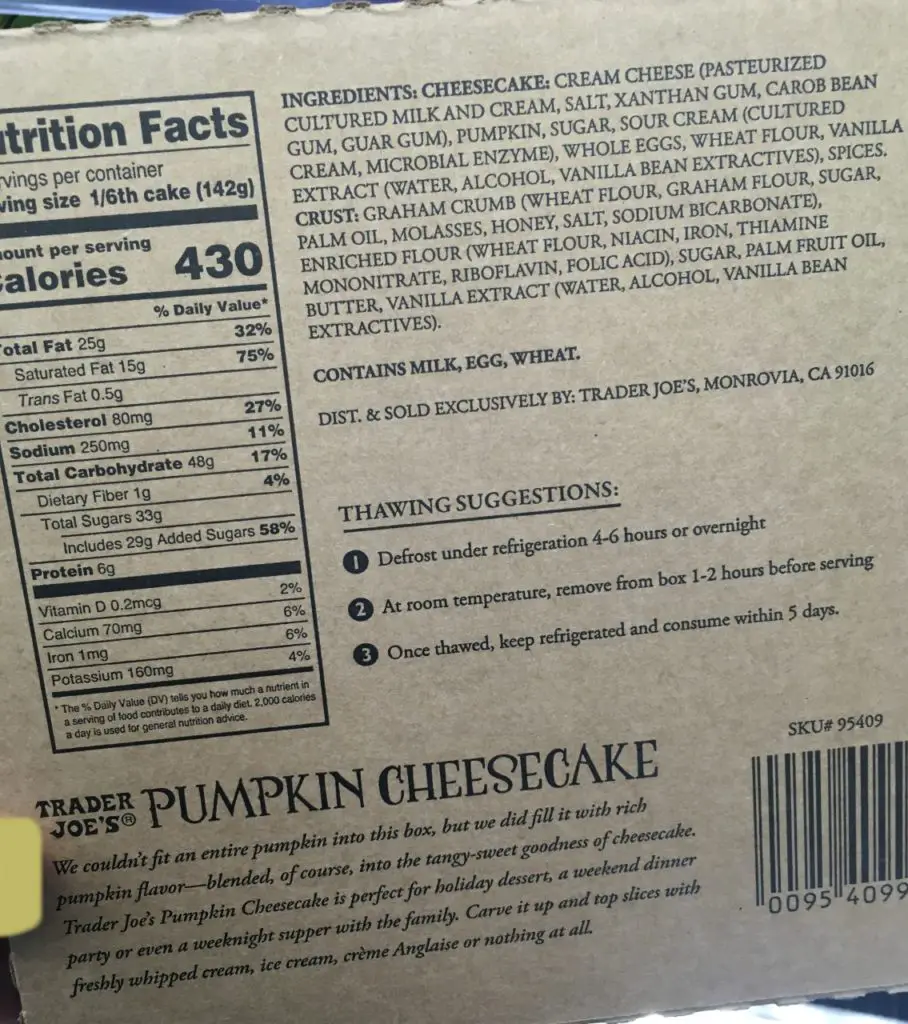 trition Facts
vings per container
ving size 1/6th cake (142g)
ount per serving
alories 430
% Daily Value*
otal Fat 25g 32%
Saturated Fat 15g 75%
Trans Fat 0.5g
Cholesterol 80mg 27%
Sodium 250mg 11%
Total Carbohydrate 48g 17%
Dietary Fiber 1g 4%
Total Sugars 33g
Includes 29g Added Sugars 58%
Protein 6g
Vitamin D 0.2mcg 2%
Calcium 70mg 6%
Iron 1mg 6%
Potassium 160mg 4%
* The % Daily Value (DV) tells you how much a nutrient in
a serving of food contributes to a daily diet. 2,000 calories
a day is used for general nutrition advice.
INGREDIENTS: CHEESECAKE: CREAM CHEESE (PASTEURIZED
CULTURED MILK AND CREAM, SALT, XANTHAN GUM, CAROB BEAN
GUM, GUAR GUM), PUMPKIN, SUGAR, SOUR CREAM (CULTURED
CREAM, MICROBIAL ENZYME), WHOLE EGGS, WHEAT FLOUR, VANILLA
EXTRACT (WATER, ALCOHOL, VANILLA BEAN EXTRACTIVES), SPICES.
CRUST: GRAHAM CRUMB (WHEAT FLOUR, GRAHAM FLOUR, SUGAR,
PALM OIL, MOLASSES, HONEY, SALT, SODIUM BICARBONATE),
ENRICHED FLOUR (WHEAT FLOUR, NIACIN, IRON, THIAMINE
MONONITRATE, RIBOFLAVIN, FOLIC ACID), SUGAR, PALM FRUIT OIL,
BUTTER, VANILLA EXTRACT (WATER, ALCOHOL, VANILLA BEAN
EXTRACTIVES).
CONTAINS MILK, EGG, WHEAT.
DIST. & SOLD EXCLUSIVELY BY: TRADER JOE'S, MONROVIA, CA 91016
THAWING SUGGESTIONS:
1 Defrost under refrigeration 4-6 hours or overnight
2 At room temperature, remove from box 1-2 hours before serving
3 Once thawed, keep refrigerated and consume within 5 days.
SKU# 95409
0095 4099
TRADER JOE'S® PUMPKIN CHEESECAKE
We couldn't fit an entire pumpkin into this box, but we did fill it with rich
pumpkin flavor—blended, of course, into the tangy-sweet goodness of cheesecake.
Trader Joe's Pumpkin Cheesecake is perfect for holiday dessert, a weekend dinner
party or even a weeknight supper with the family. Carve it up and top slices with
freshly whipped cream, ice cream, crème Anglaise or nothing at all.